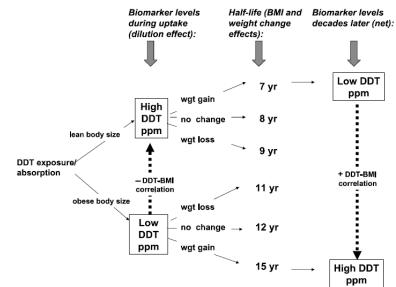 Biomarker levels
during uptake
(dilution effect):
Half-life (BMI and
weight change
effects):
Biomarker levels
decades later (net):
DDT exposure/
absorption
lean body size
obese body size
High
DDT
ppm
wgt gain
no change
wgt loss
7 yr
8 yr
9 yr
Low DDT
ppm
– DDT-BMI
correlation
+ DDT-BMI
correlation
Low
DDT
ppm
wgt loss
no change
wgt gain
11 yr
12 yr
15 yr
High DDT
ppm